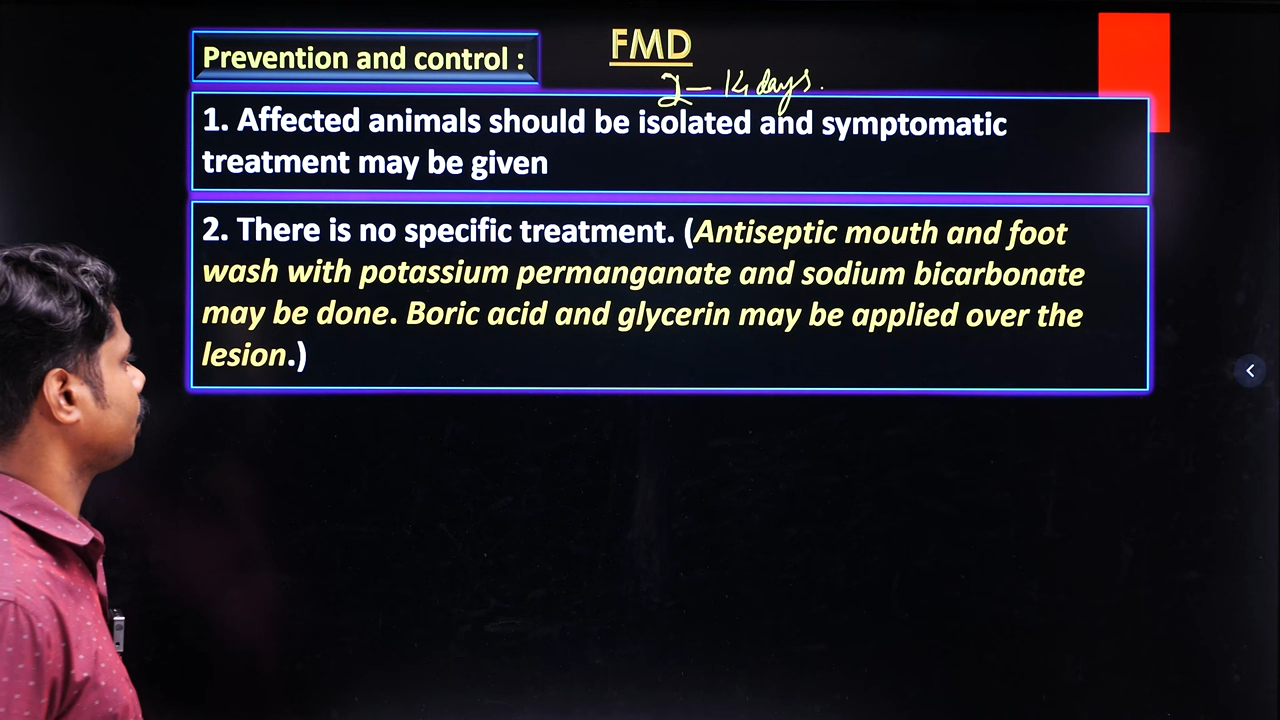 Prevention and control :
FMD
2 – 14 days.
1. Affected animals should be isolated and symptomatic
treatment may be given
2. There is no specific treatment. (Antiseptic mouth and foot
wash with potassium permanganate and sodium bicarbonate
may be done. Boric acid and glycerin may be applied over the
lesion.)